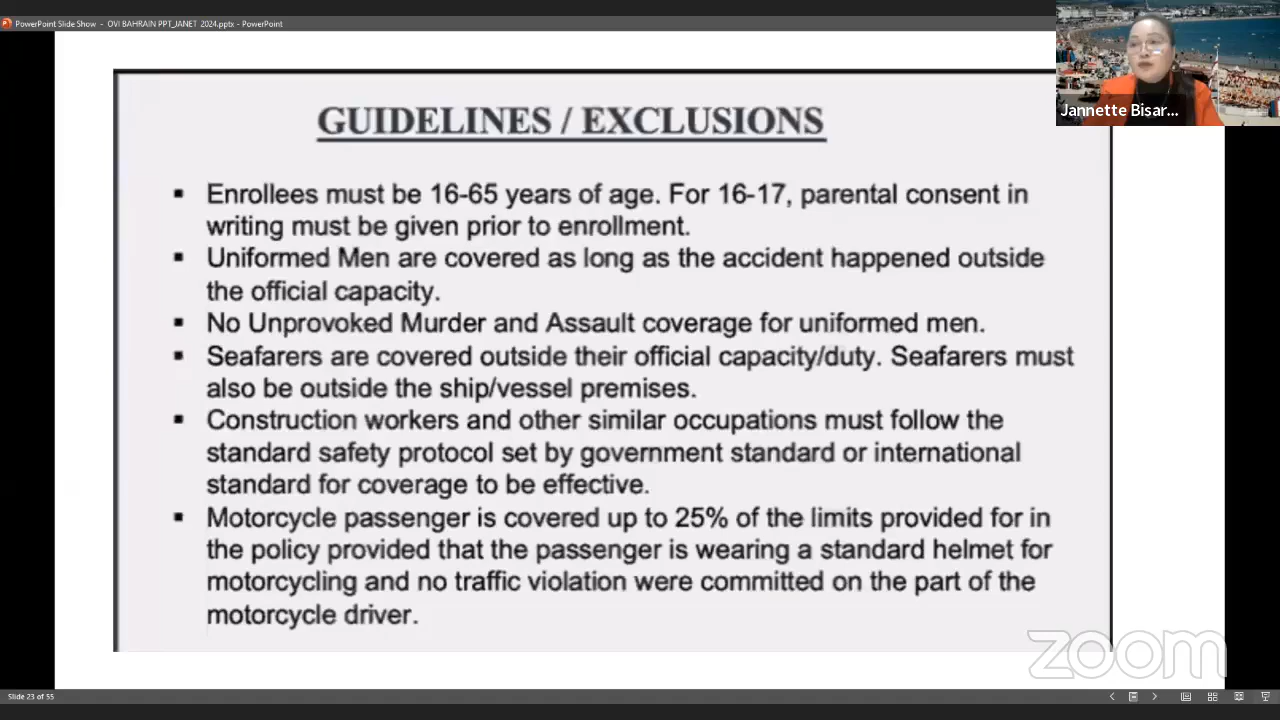 PowerPoint Slide Show - OVI BAHRAIN PPT_JANET 2024.pptx - PowerPoint
Jannette Bisar...
GUIDELINES / EXCLUSIONS
▪ Enrollees must be 16-65 years of age. For 16-17, parental consent in
writing must be given prior to enrollment.
▪ Uniformed Men are covered as long as the accident happened outside
the official capacity.
▪ No Unprovoked Murder and Assault coverage for uniformed men.
▪ Seafarers are covered outside their official capacity/duty. Seafarers must
also be outside the ship/vessel premises.
▪ Construction workers and other similar occupations must follow the
standard safety protocol set by government standard or international
standard for coverage to be effective.
▪ Motorcycle passenger is covered up to 25% of the limits provided for in
the policy provided that the passenger is wearing a standard helmet for
motorcycling and no traffic violation were committed on the part of the
motorcycle driver.
zoom
Slide 23 of 55